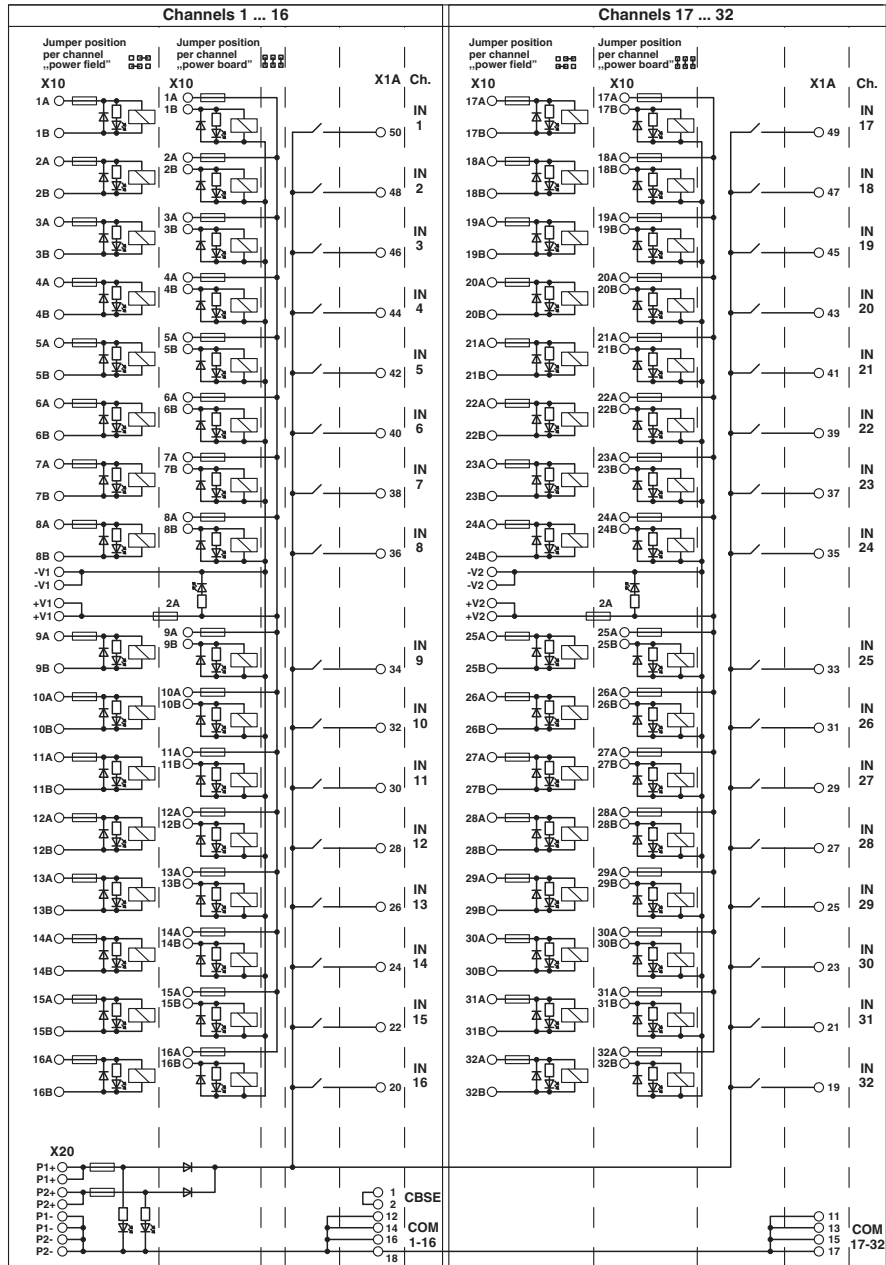 Channels 1 ... 16
Jumper position
per channel
„power field”
Jumper position
per channel
„power board”
X10
X10
X1A Ch.
1A
1B
1A
1B
50
IN
1
2A
2B
2A
2B
48
IN
2
3A
3B
3A
3B
46
IN
3
4A
4B
4A
4B
44
IN
4
5A
5B
5A
5B
42
IN
5
6A
6B
6A
6B
40
IN
6
7A
7B
7A
7B
38
IN
7
8A
8B
8A
8B
36
IN
8
-V1
-V1
+V1
+V1
2A
9A
9B
9A
9B
34
IN
9
10A
10B
10A
10B
32
IN
10
11A
11B
11A
11B
30
IN
11
12A
12B
12A
12B
28
IN
12
13A
13B
13A
13B
26
IN
13
14A
14B
14A
14B
24
IN
14
15A
15B
15A
15B
22
IN
15
16A
16B
16A
16B
20
IN
16
Channels 17 ... 32
Jumper position
per channel
„power field”
Jumper position
per channel
„power board”
X10
X10
X1A Ch.
17A
17B
17A
17B
49
IN
17
18A
18B
18A
18B
47
IN
18
19A
19B
19A
19B
45
IN
19
20A
20B
20A
20B
43
IN
20
21A
21B
21A
21B
41
IN
21
22A
22B
22A
22B
39
IN
22
23A
23B
23A
23B
37
IN
23
24A
24B
24A
24B
35
IN
24
-V2
-V2
+V2
+V2
2A
25A
25B
25A
25B
33
IN
25
26A
26B
26A
26B
31
IN
26
27A
27B
27A
27B
29
IN
27
28A
28B
28A
28B
27
IN
28
29A
29B
29A
29B
25
IN
29
30A
30B
30A
30B
23
IN
30
31A
31B
31A
31B
21
IN
31
32A
32B
32A
32B
19
IN
32
X20
P1+
P1+
P2+
P2+
P1-
P1-
P2-
P2-
1
2
CBSE
12
14
16
18
COM
1-16
11
13
15
17
COM
17-32